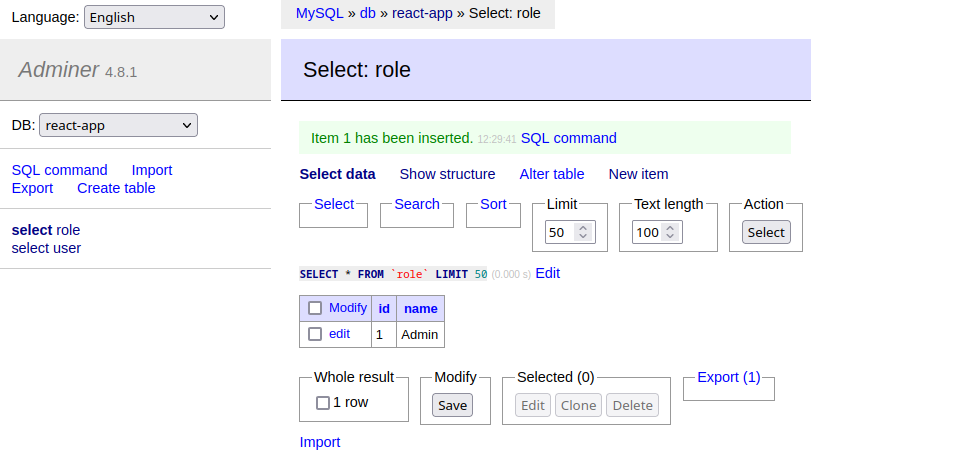 Language: English
MySQL » db » react-app » Select: role
Adminer 4.8.1
Select: role
DB: react-app
Item 1 has been inserted. 12:29:41 SQL command
SQL command Import
Export Create table
Select data Show structure Alter table New item
select role
select user
Select Search Sort Limit Text length Action
50 100 Select
SELECT * FROM `role` LIMIT 50 (0.000 s) Edit
Modify id name
edit 1 Admin
Whole result Modify Selected (0) Export (1)
1 row Save Edit Clone Delete
Import